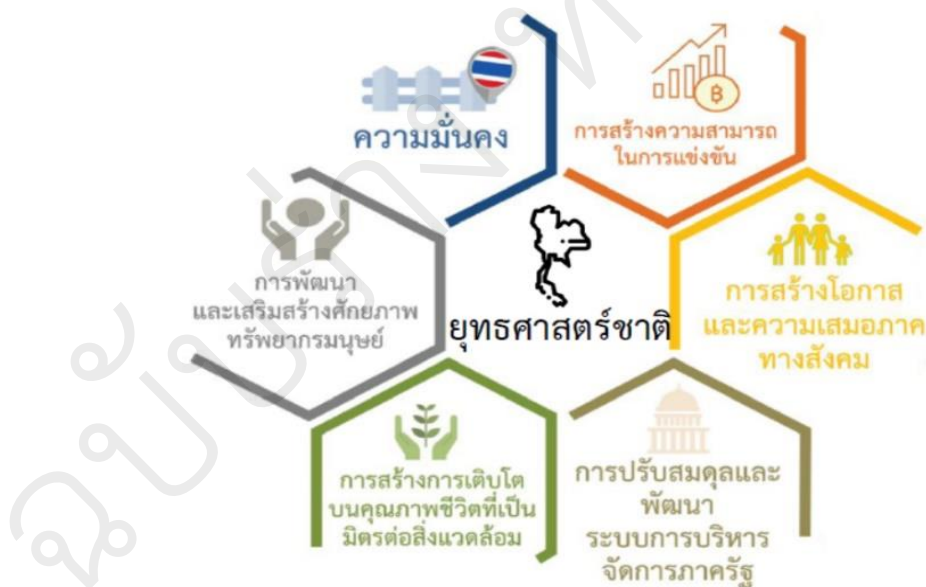 ความมั่นคง
การสร้างความสามารถ
ในการแข่งขัน
การพัฒนา
และเสริมสร้างศักยภาพ
ทรัพยากรมนุษย์
ยุทธศาสตร์ชาติ
การสร้างโอกาส
และความเสมอภาค
ทางสังคม
การสร้างการเติบโต
บนคุณภาพชีวิตที่เป็น
มิตรต่อสิ่งแวดล้อม
การปรับสมดุลและ
พัฒนา
ระบบการบริหาร
จัดการภาครัฐ